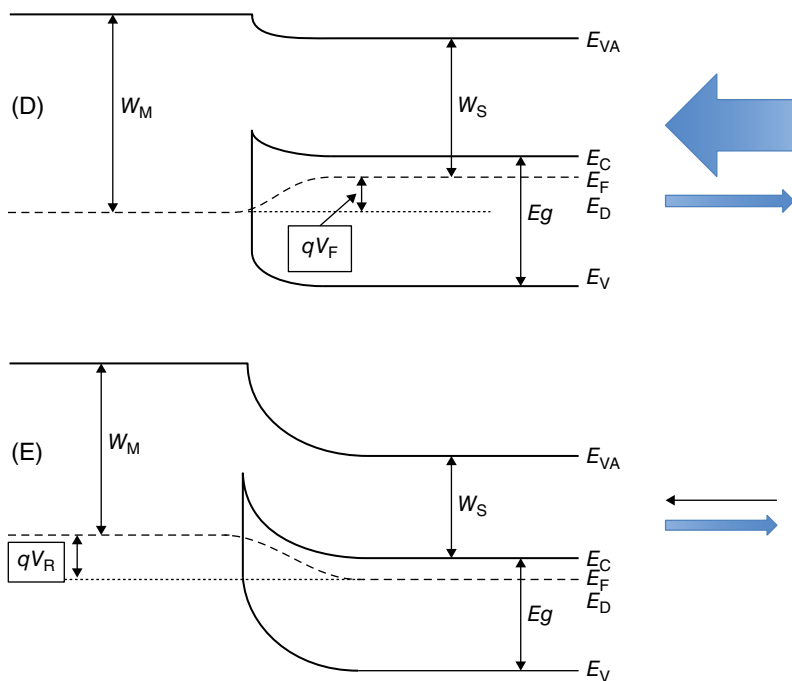 E_VA
(D)
W_M
W_S
E_C
E_F
E_D
Eg
qV_F
E_V
W_M
(E)
E_VA
W_S
qV_R
E_C
E_F
E_D
Eg
E_V